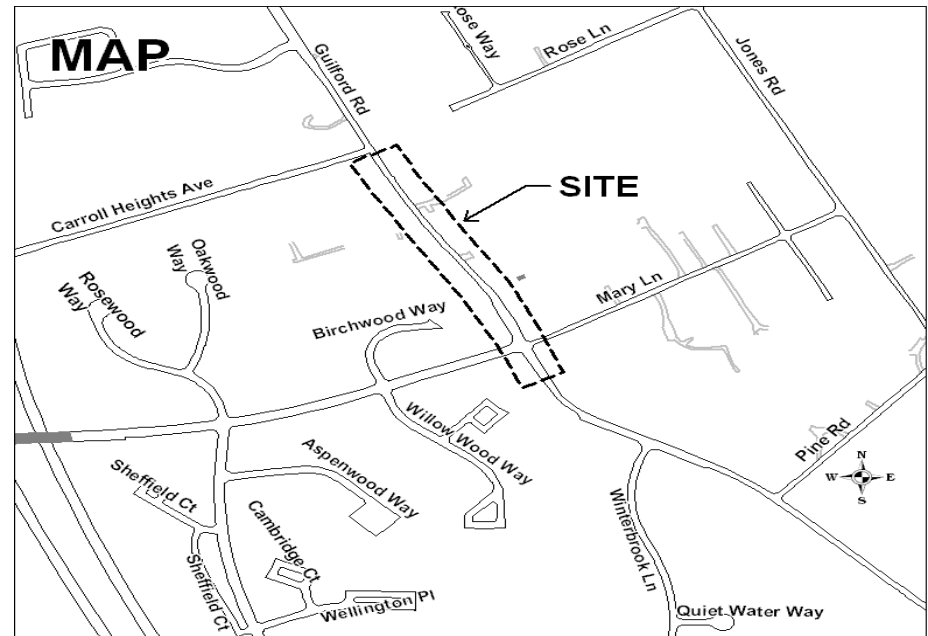 MAP
Guilford Rd
Rose Way
Rose Ln
Jones Rd
SITE
Carroll Heights Ave
Oakwood
Way
Rosewood
Way
Birchwood Way
Mary Ln
Willow Wood Way
Aspenwood Way
Sheffield Ct
Pine Rd
N
W
E
S
Cambridge Ct
Sheffield Ct
Winterbrook Ln
Wellington Pl
Quiet Water Way